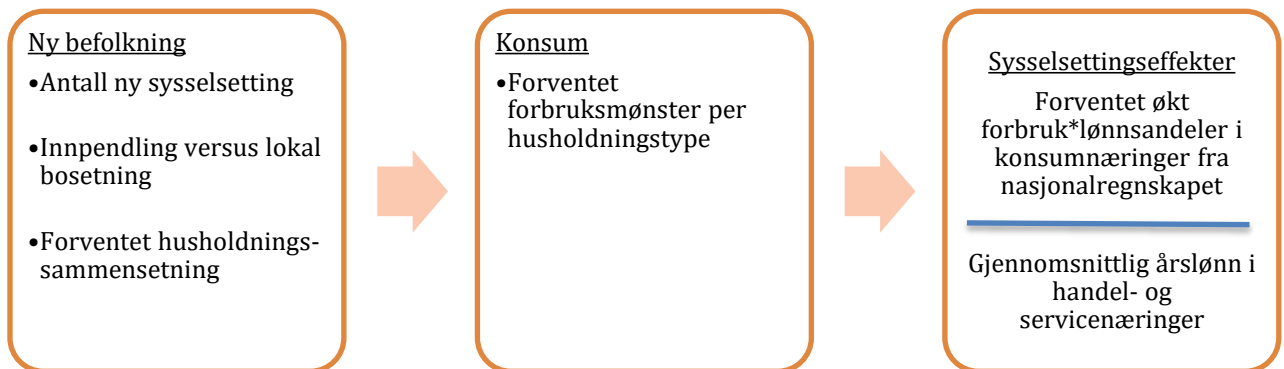 Ny befolkning
•Antall ny sysselsetting
•Innpendling versus lokal
bosetning
•Forventet husholdnings-
sammensetning
Konsum
•Forventet
forbruksmønster per
husholdningstype
Sysselsettingseffekter
Forventet økt
forbruk*lønnsandeler i
konsumnæringer fra
nasjonalregnskapet
Gjennomsnittlig årslønn i
handel- og
servicenæringer